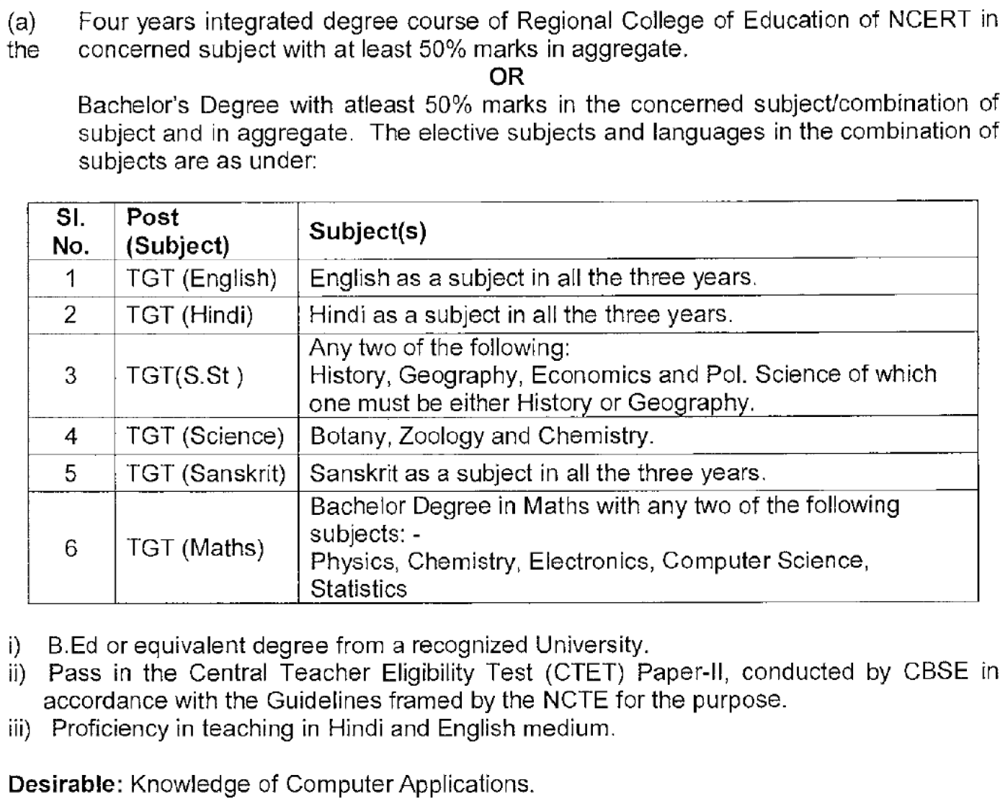 (a) Four years integrated degree course of Regional College of Education of NCERT in
the concerned subject with at least 50% marks in aggregate.
OR
Bachelor's Degree with atleast 50% marks in the concerned subject/combination of
subject and in aggregate. The elective subjects and languages in the combination of
subjects are as under:
Sl. No. Post (Subject) Subject(s)
1 TGT (English) English as a subject in all the three years.
2 TGT (Hindi) Hindi as a subject in all the three years.
3 TGT(S.St ) Any two of the following:
History, Geography, Economics and Pol. Science of which
one must be either History or Geography.
4 TGT (Science) Botany, Zoology and Chemistry.
5 TGT (Sanskrit) Sanskrit as a subject in all the three years.
6 TGT (Maths) Bachelor Degree in Maths with any two of the following
subjects: -
Physics, Chemistry, Electronics, Computer Science,
Statistics
i) B.Ed or equivalent degree from a recognized University.
ii) Pass in the Central Teacher Eligibility Test (CTET) Paper-II, conducted by CBSE in
accordance with the Guidelines framed by the NCTE for the purpose.
iii) Proficiency in teaching in Hindi and English medium.
Desirable: Knowledge of Computer Applications.